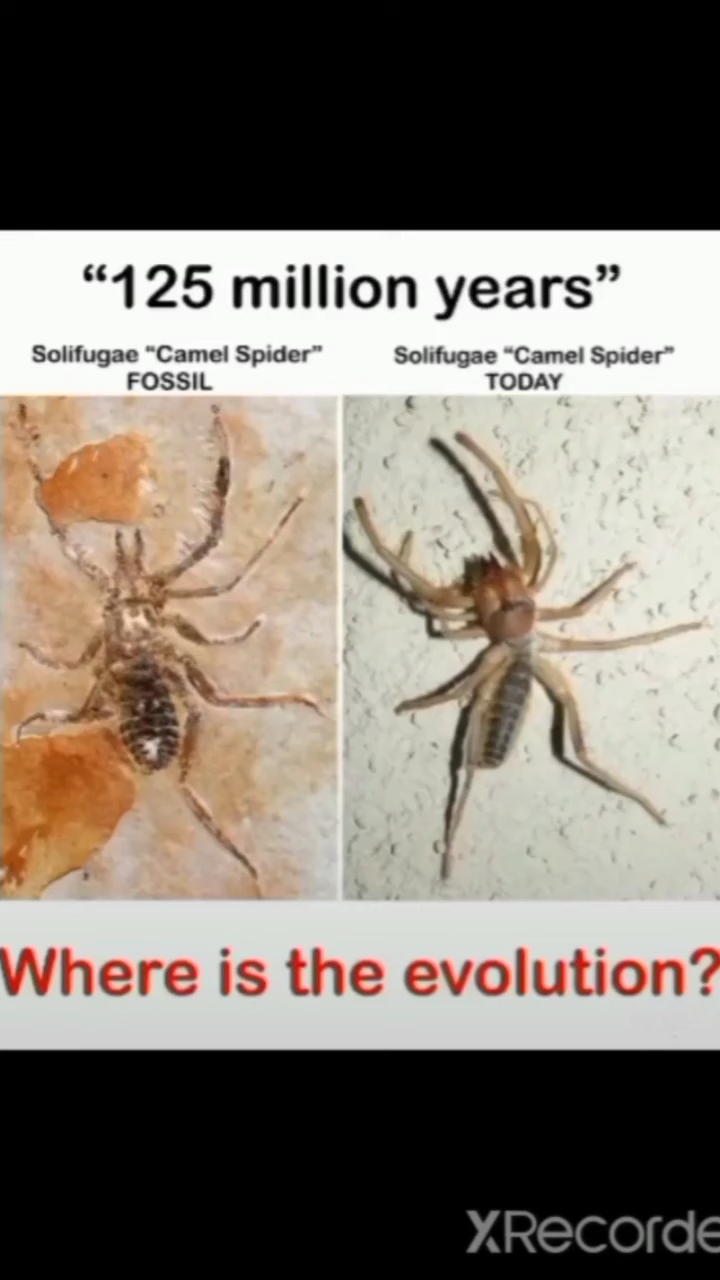 “125 million years”
Solifugae “Camel Spider”
FOSSIL
Solifugae “Camel Spider”
TODAY
Where is the evolution?
XRecorde